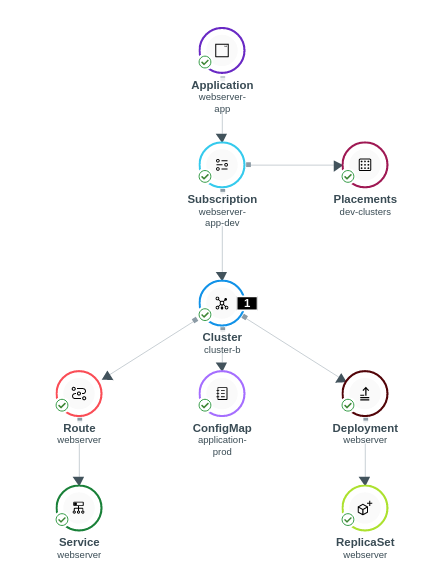 Application
webserver-
app
Subscription
webserver-
app-dev
Placements
dev-clusters
1
Cluster
cluster-b
Route
webserver
ConfigMap
application-
prod
Deployment
webserver
Service
webserver
ReplicaSet
webserver